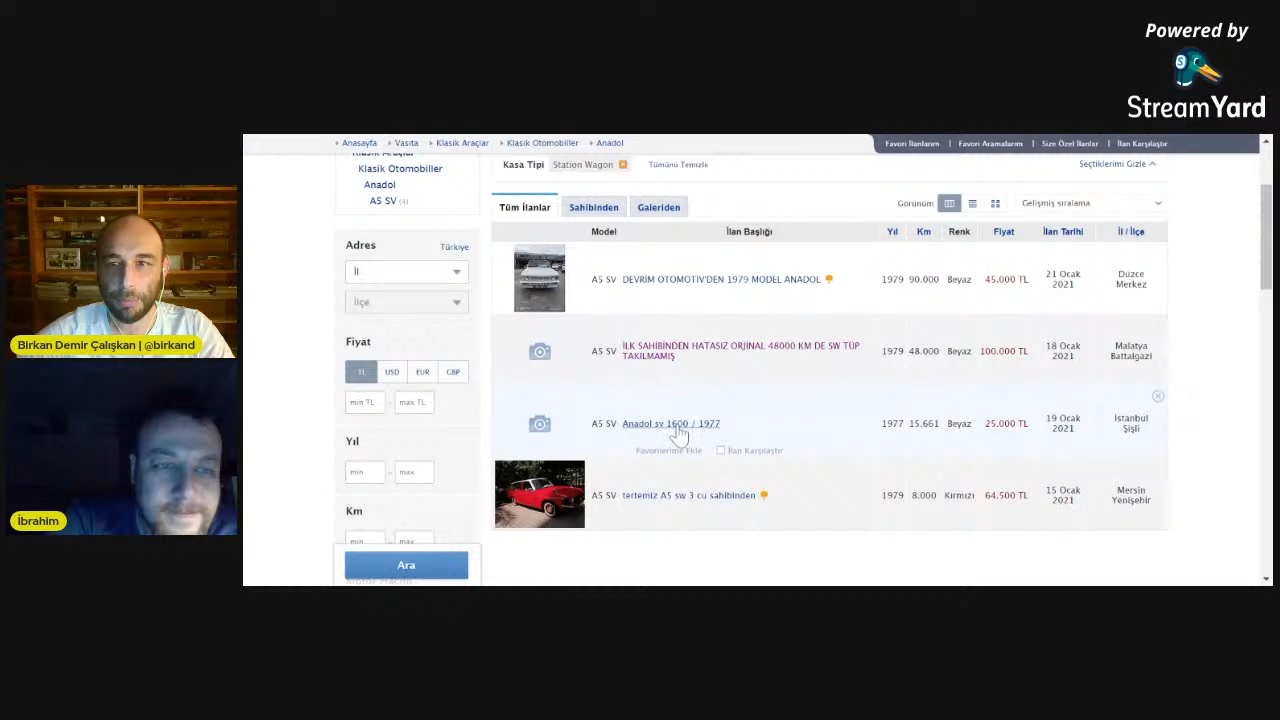 Powered by
StreamYard
Anasayfa Vasıta Klasik Araçlar Klasik Otomobiller Anadol
Favori İlanlarım | Favori Aramalarım | Size Özel İlanlar | İlan Karşılaştır
Klasik Araçlar
Klasik Otomobiller
Anadol
A5 SV (4)
Kasa Tipi Station Wagon Tümünü Temizle
Seçtiklerimi Gizle
Tüm İlanlar Sahibinden Galeriden
Görünüm Gelişmiş sıralama
Model İlan Başlığı Yıl Km Renk Fiyat İlan Tarihi İl / İlçe
A5 SV DEVRİM OTOMOTİV'DEN 1979 MODEL ANADOL 1979 90.000 Beyaz 45.000 TL 21 Ocak 2021 Düzce Merkez
A5 SV İLK SAHİBİNDEN HATASIZ ORJİNAL 48000 KM DE SW TÜP
TAKILMAMIŞ 1979 48.000 Beyaz 100.000 TL 18 Ocak 2021 Malatya Battalgazi
A5 SV Anadol sv 1600 / 1977 1977 15.661 Beyaz 25.000 TL 19 Ocak 2021 İstanbul Şişli
Favorilerime Ekle İlan Karşılaştır
A5 SV tertemiz A5 sw 3 cu sahibinden 1979 8.000 Kırmızı 64.500 TL 15 Ocak 2021 Mersin Yenişehir
Adres Türkiye
İl
İlçe
Fiyat
TL USD EUR GBP
min TL - max TL
Yıl
min - max
Km
min - max
Ara
Birkan Demir Çalışkan | @birkand
İbrahim